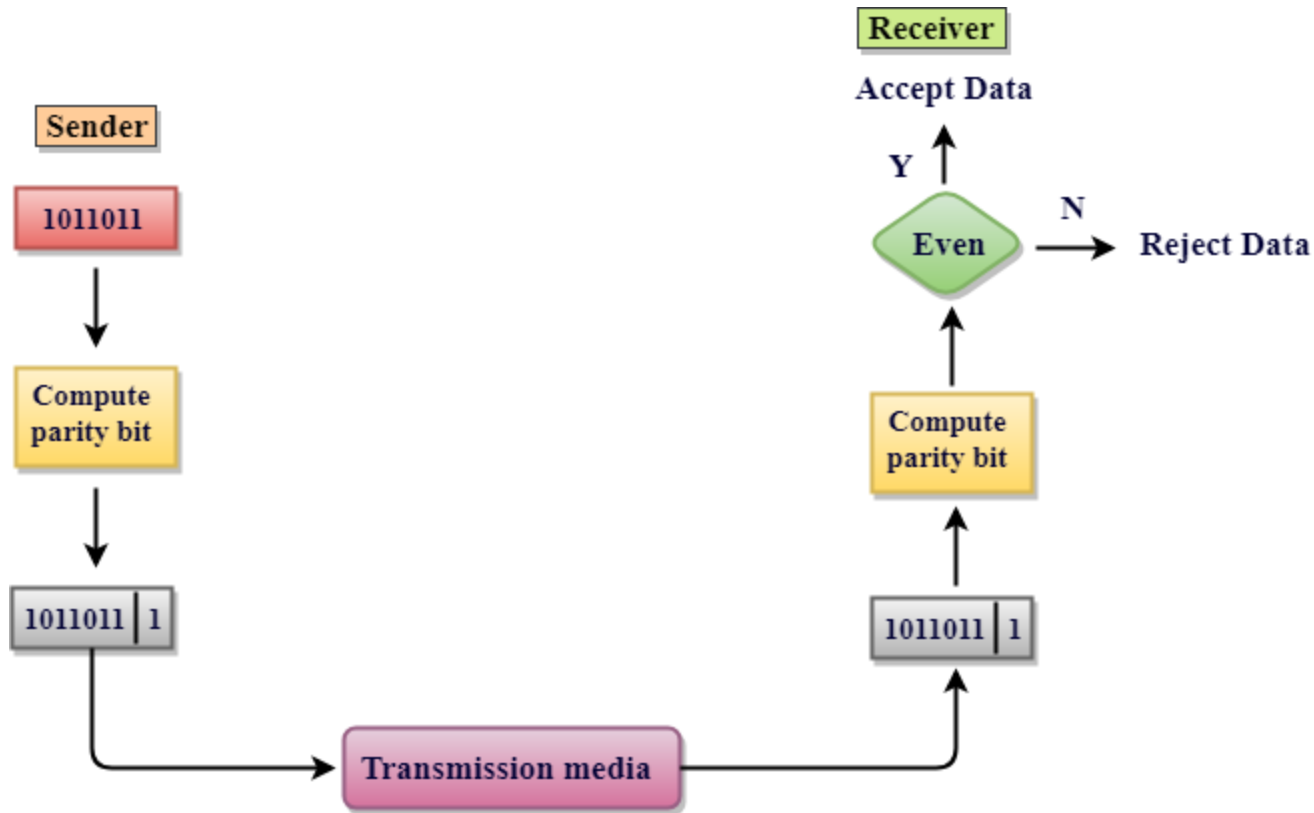 Sender
1011011
Compute
parity bit
1011011 | 1
Transmission media
Receiver
Accept Data
Y
Even
N
Reject Data
Compute
parity bit
1011011 | 1